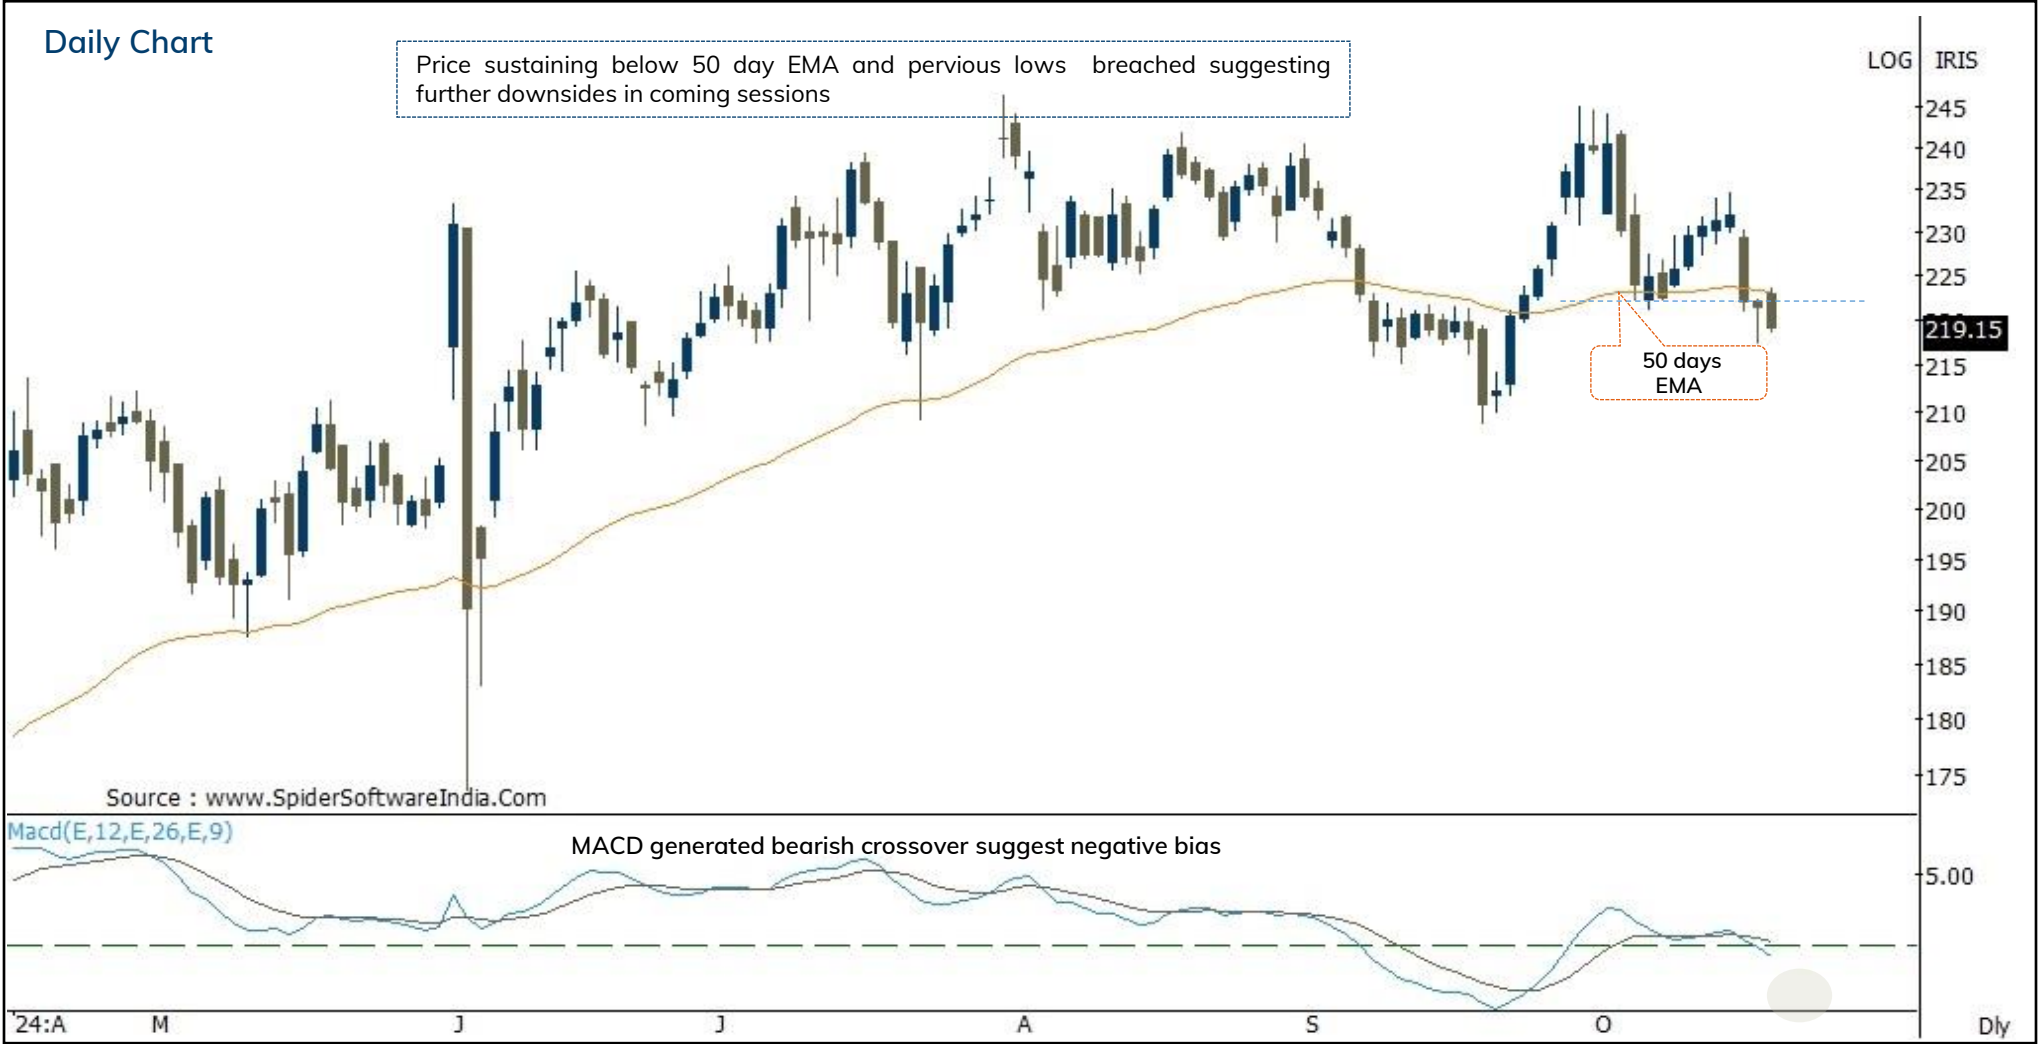 Daily Chart
Price sustaining below 50 day EMA and pervious lows breached suggesting
further downsides in coming sessions
LOG IRIS
245
240
235
230
225
219.15
215
210
205
200
195
190
185
180
175
50 days
EMA
Source : www.SpiderSoftwareIndia.Com
Macd(E,12,E,26,E,9)
MACD generated bearish crossover suggest negative bias
5.00
'24:A M J J A S O Dly